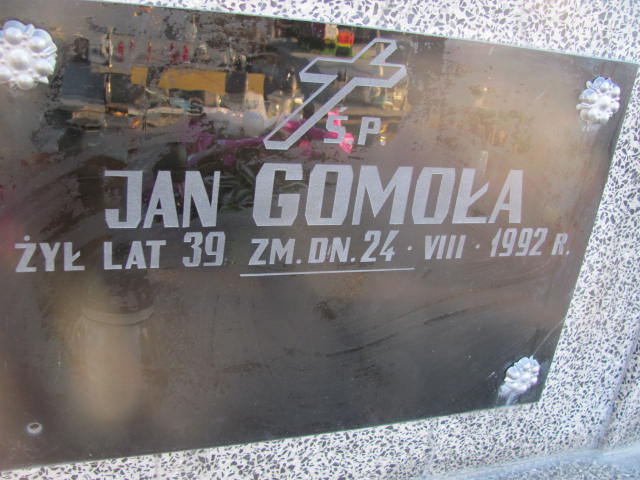 ŚP
JAN GOMOŁA
ŻYŁ LAT 39 ZM. DN. 24 · VIII · 1992 R.